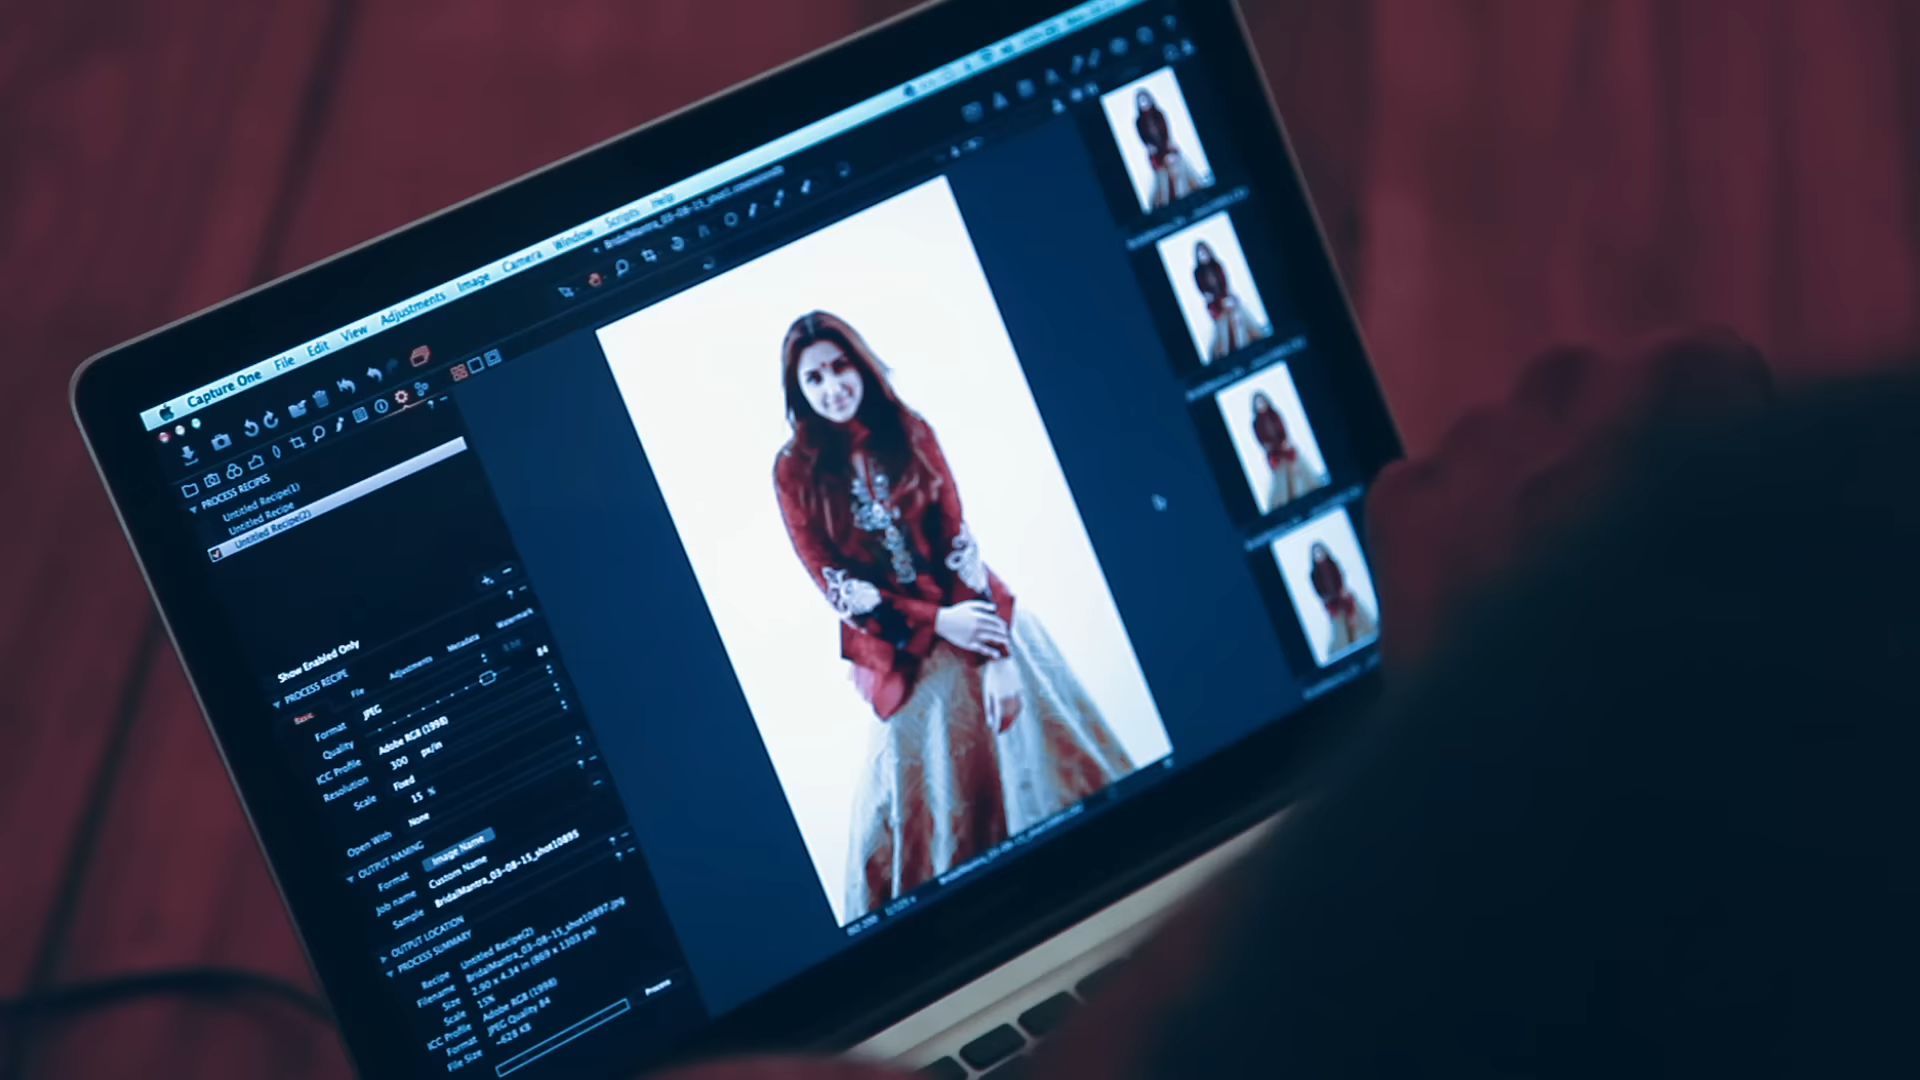 Capture One File Edit View Adjustments Image Camera Window Scripts Help
PROCESS RECIPES
Untitled Recipe(1)
Untitled Recipe
Untitled Recipe(2)
Show Enabled Only
PROCESS RECIPE
Basic File Adjustments Metadata Watermark
Format JPEG
Quality 84
ICC Profile Adobe RGB (1998)
Resolution 300 px/in
Scale Fixed
15 %
Open With None
OUTPUT NAMING
Format Image Name
Job name Custom Name
Sample BridalMantra_03-08-15_shot10895
OUTPUT LOCATION
PROCESS SUMMARY
Recipe Untitled Recipe(2)
Filename BridalMantra_03-08-15_shot10897.jpg
Size 2.90 x 4.34 in (869 x 1303 px)
Scale 15%
ICC Profile Adobe RGB (1998)
Format JPEG Quality 84
File Size ~628 KB
Process